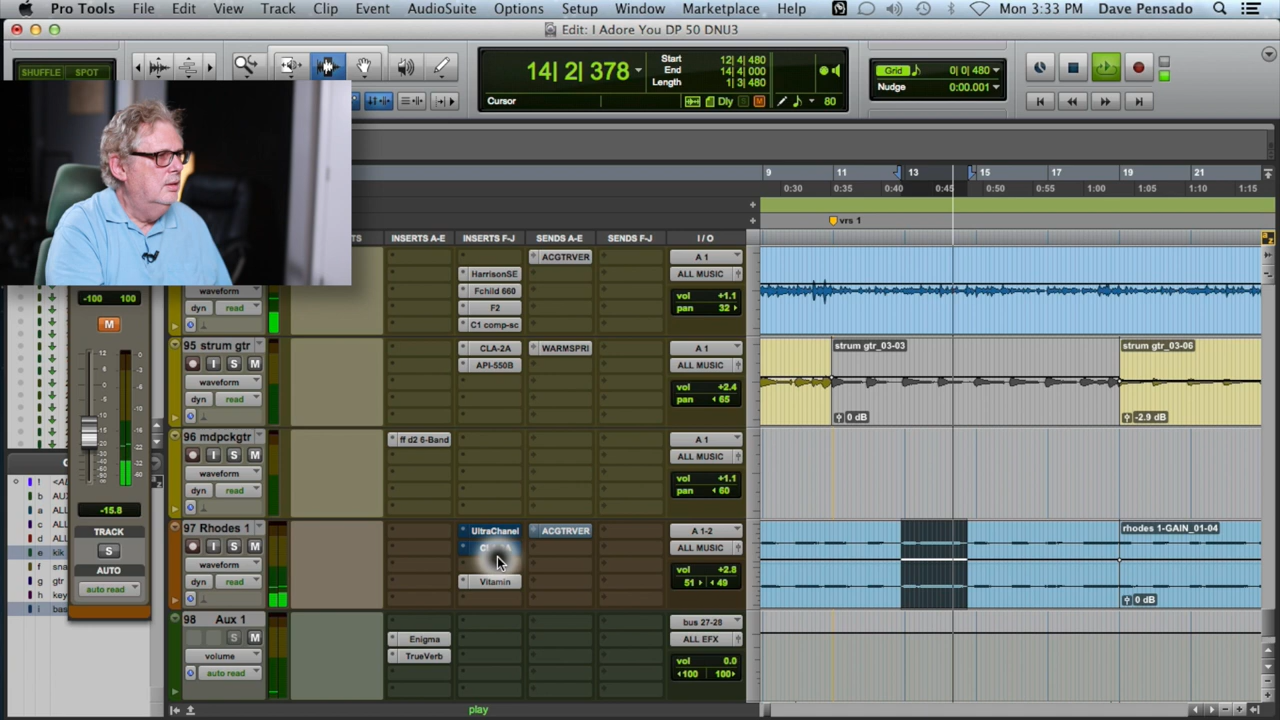 Pro Tools File Edit View Track Clip Event AudioSuite Options Setup Window Marketplace Help Mon 3:33 PM Dave Pensado
Edit: I Adore You DP 50 DNU3
SHUFFLE SPOT
14| 2| 378
Start 12| 4| 480
End 14| 4| 000
Length 1| 3| 480
Cursor Dly S M 80
Grid 0| 0| 480
Nudge 0:00.001
9 11 13 15 17 19 21
0:30 0:35 0:40 0:45 0:50 0:55 1:00 1:05 1:10 1:15
vrs 1
INSERTS A-E INSERTS F-J SENDS A-E SENDS F-J I / O
ACGTRVER A 1
HarrisonSE ALL MUSIC
waveform Fchild 660 vol +1.1
dyn read F2 pan 32
C1 comp-sc
95 strum gtr CLA-2A WARMSPRI A 1 strum gtr_03-03 strum gtr_03-06
I S M API-550B ALL MUSIC
waveform vol +2.4
dyn read pan 65
0 dB -2.9 dB
96 mdpckgtr ff d2 6-Band A 1
I S M ALL MUSIC
waveform vol +1.1
dyn read pan 60
97 Rhodes 1 UltraChanel ACGTRVER A 1-2 rhodes 1-GAIN_01-04
I S M ALL MUSIC
waveform vol +2.8
dyn read Vitamin 51 49
0 dB
98 Aux 1 bus 27-28
S M Enigma ALL EFX
volume TrueVerb vol 0.0
auto read 100 100
play
-100 100
M
-15.8
TRACK
S
AUTO
auto read
kik